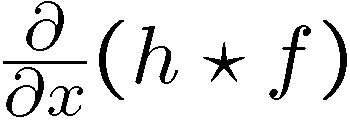 ∂/∂x (h ⋆ f)